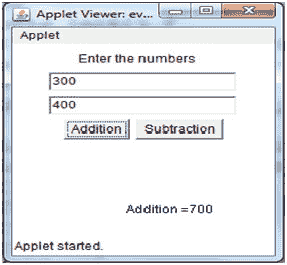 Applet Viewer: ev...
Applet
Enter the numbers
300
400
Addition Subtraction
Addition =700
Applet started.